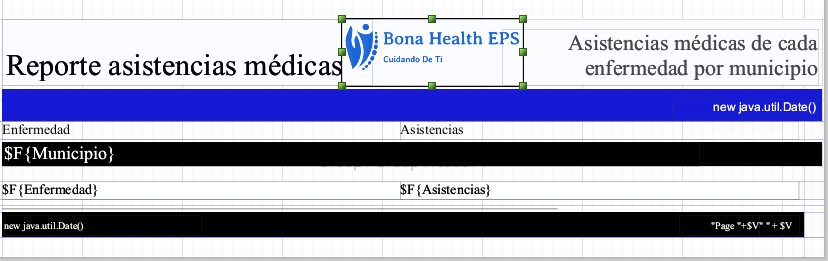 Reporte asistencias médicas
Bona Health EPS
Cuidando De Ti
Asistencias médicas de cada
enfermedad por municipio
new java.util.Date()
Enfermedad Asistencias
$F{Municipio}
$F{Enfermedad} $F{Asistencias}
new java.util.Date() "Page "+$V" " + $V